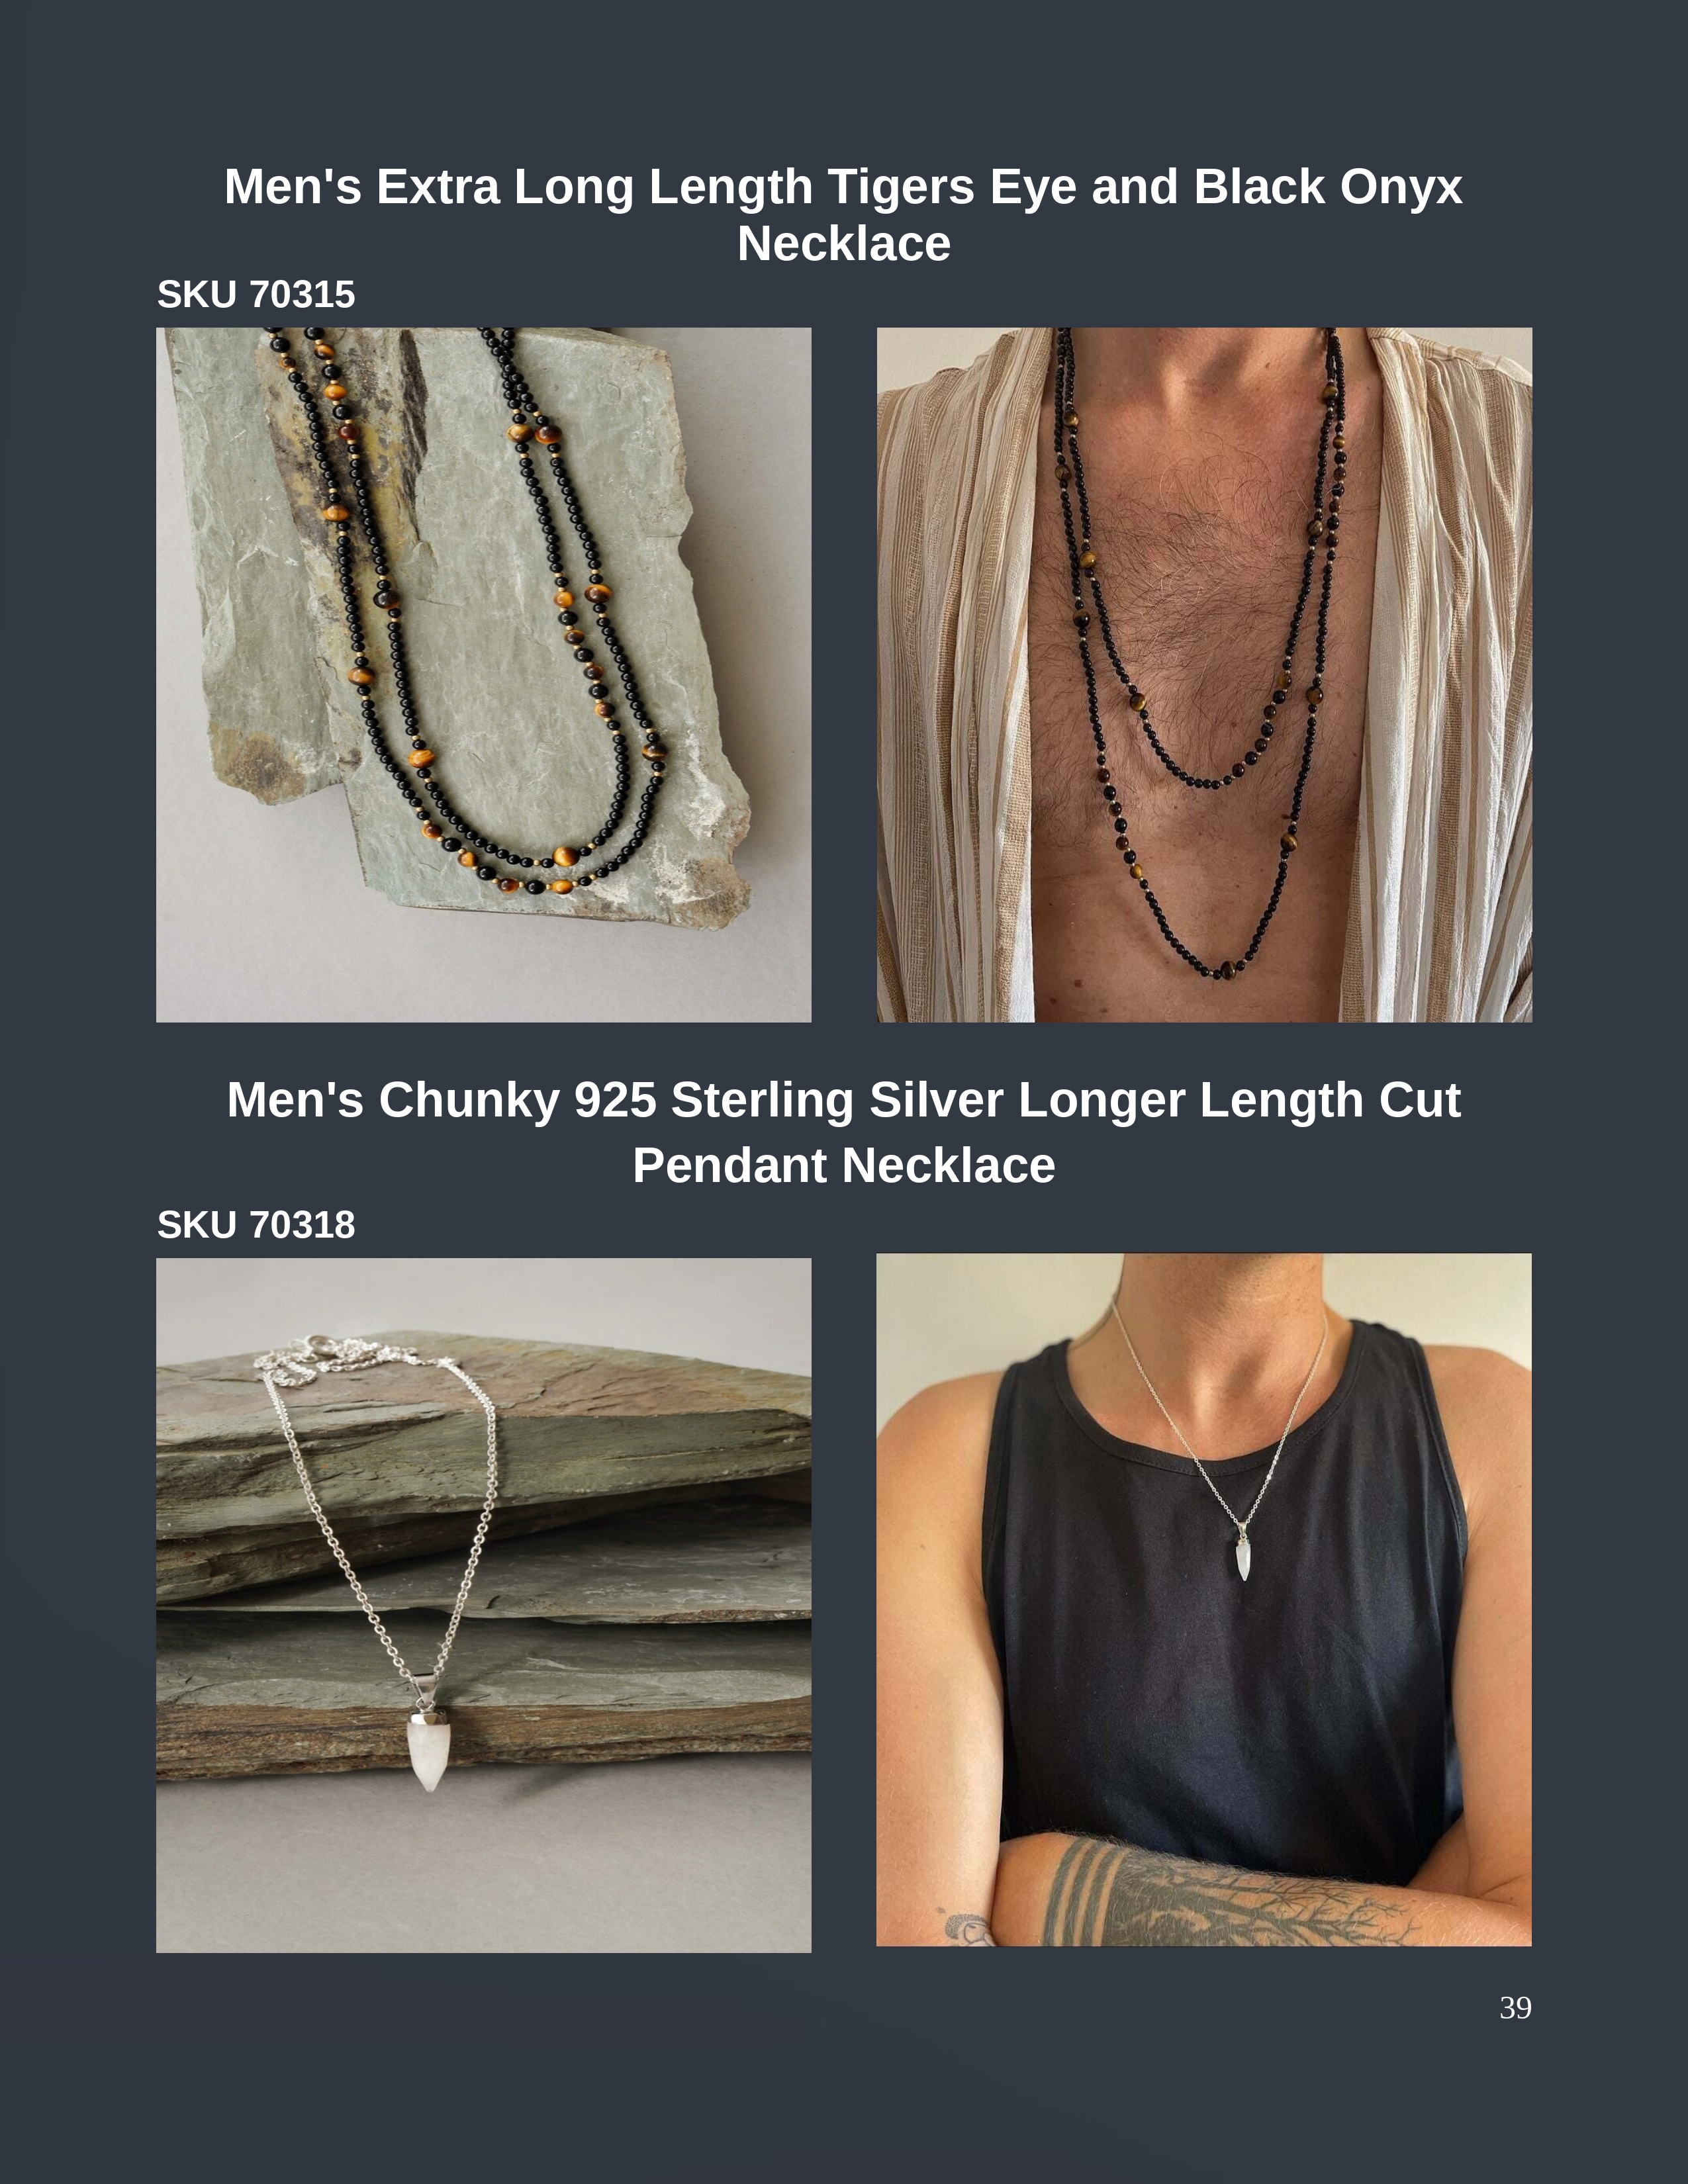 Men's Extra Long Length Tigers Eye and Black Onyx
Necklace
SKU 70315
Men's Chunky 925 Sterling Silver Longer Length Cut
Pendant Necklace
SKU 70318
39